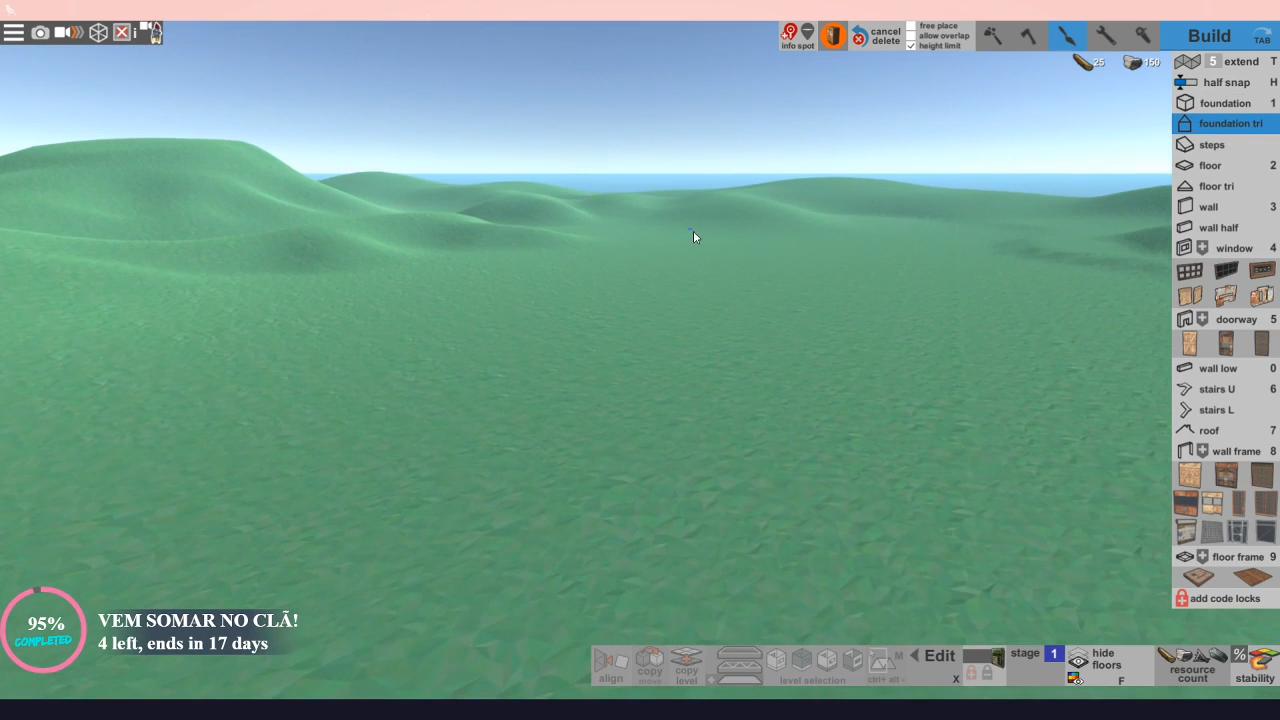 info spot
cancel
delete
free place
allow overlap
height limit
Build
TAB
25
150
5 extend T
half snap H
foundation 1
foundation tri
steps
floor 2
floor tri
wall 3
wall half
window 4
doorway 5
wall low 0
stairs U 6
stairs L
roof 7
wall frame 8
floor frame 9
add code locks
95%
COMPLETED
VEM SOMAR NO CLÃ!
4 left, ends in 17 days
align
copy
move
copy
level
level selection
M
ctrl+ alt -
Edit
X
stage 1
hide
floors
F
resource
count
%
stability